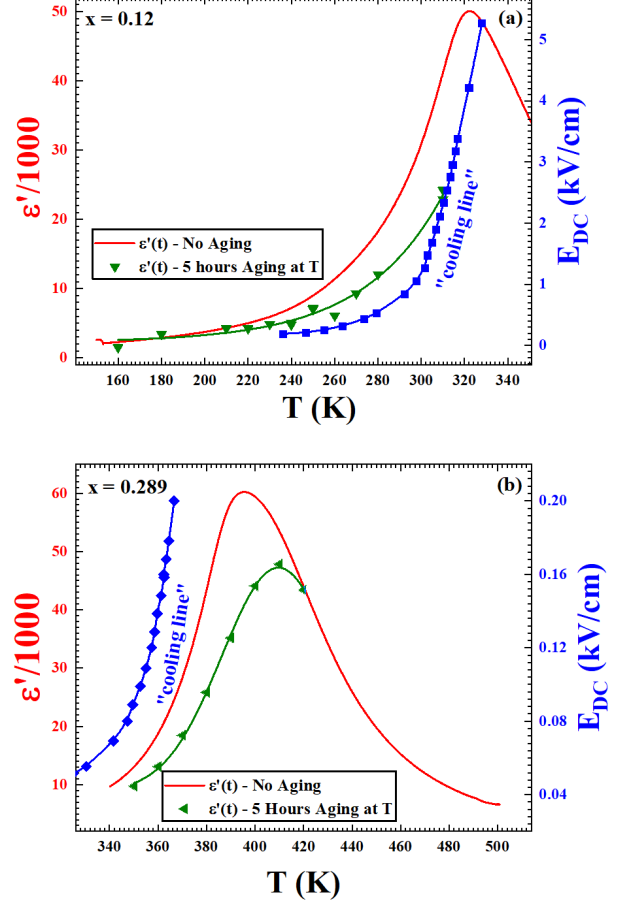 x = 0.12
(a)
50
40
30
20
10
0
ε'/1000
ε'(t) - No Aging
ε'(t) - 5 hours Aging at T
"cooling line"
5
4
3
2
1
0
E_DC (kV/cm)
160 180 200 220 240 260 280 300 320 340
T (K)
x = 0.289
(b)
60
50
40
30
20
10
ε'/1000
"cooling line"
ε'(t) - No Aging
ε'(t) - 5 Hours Aging at T
0.20
0.16
0.12
0.08
0.04
E_DC (kV/cm)
340 360 380 400 420 440 460 480 500
T (K)